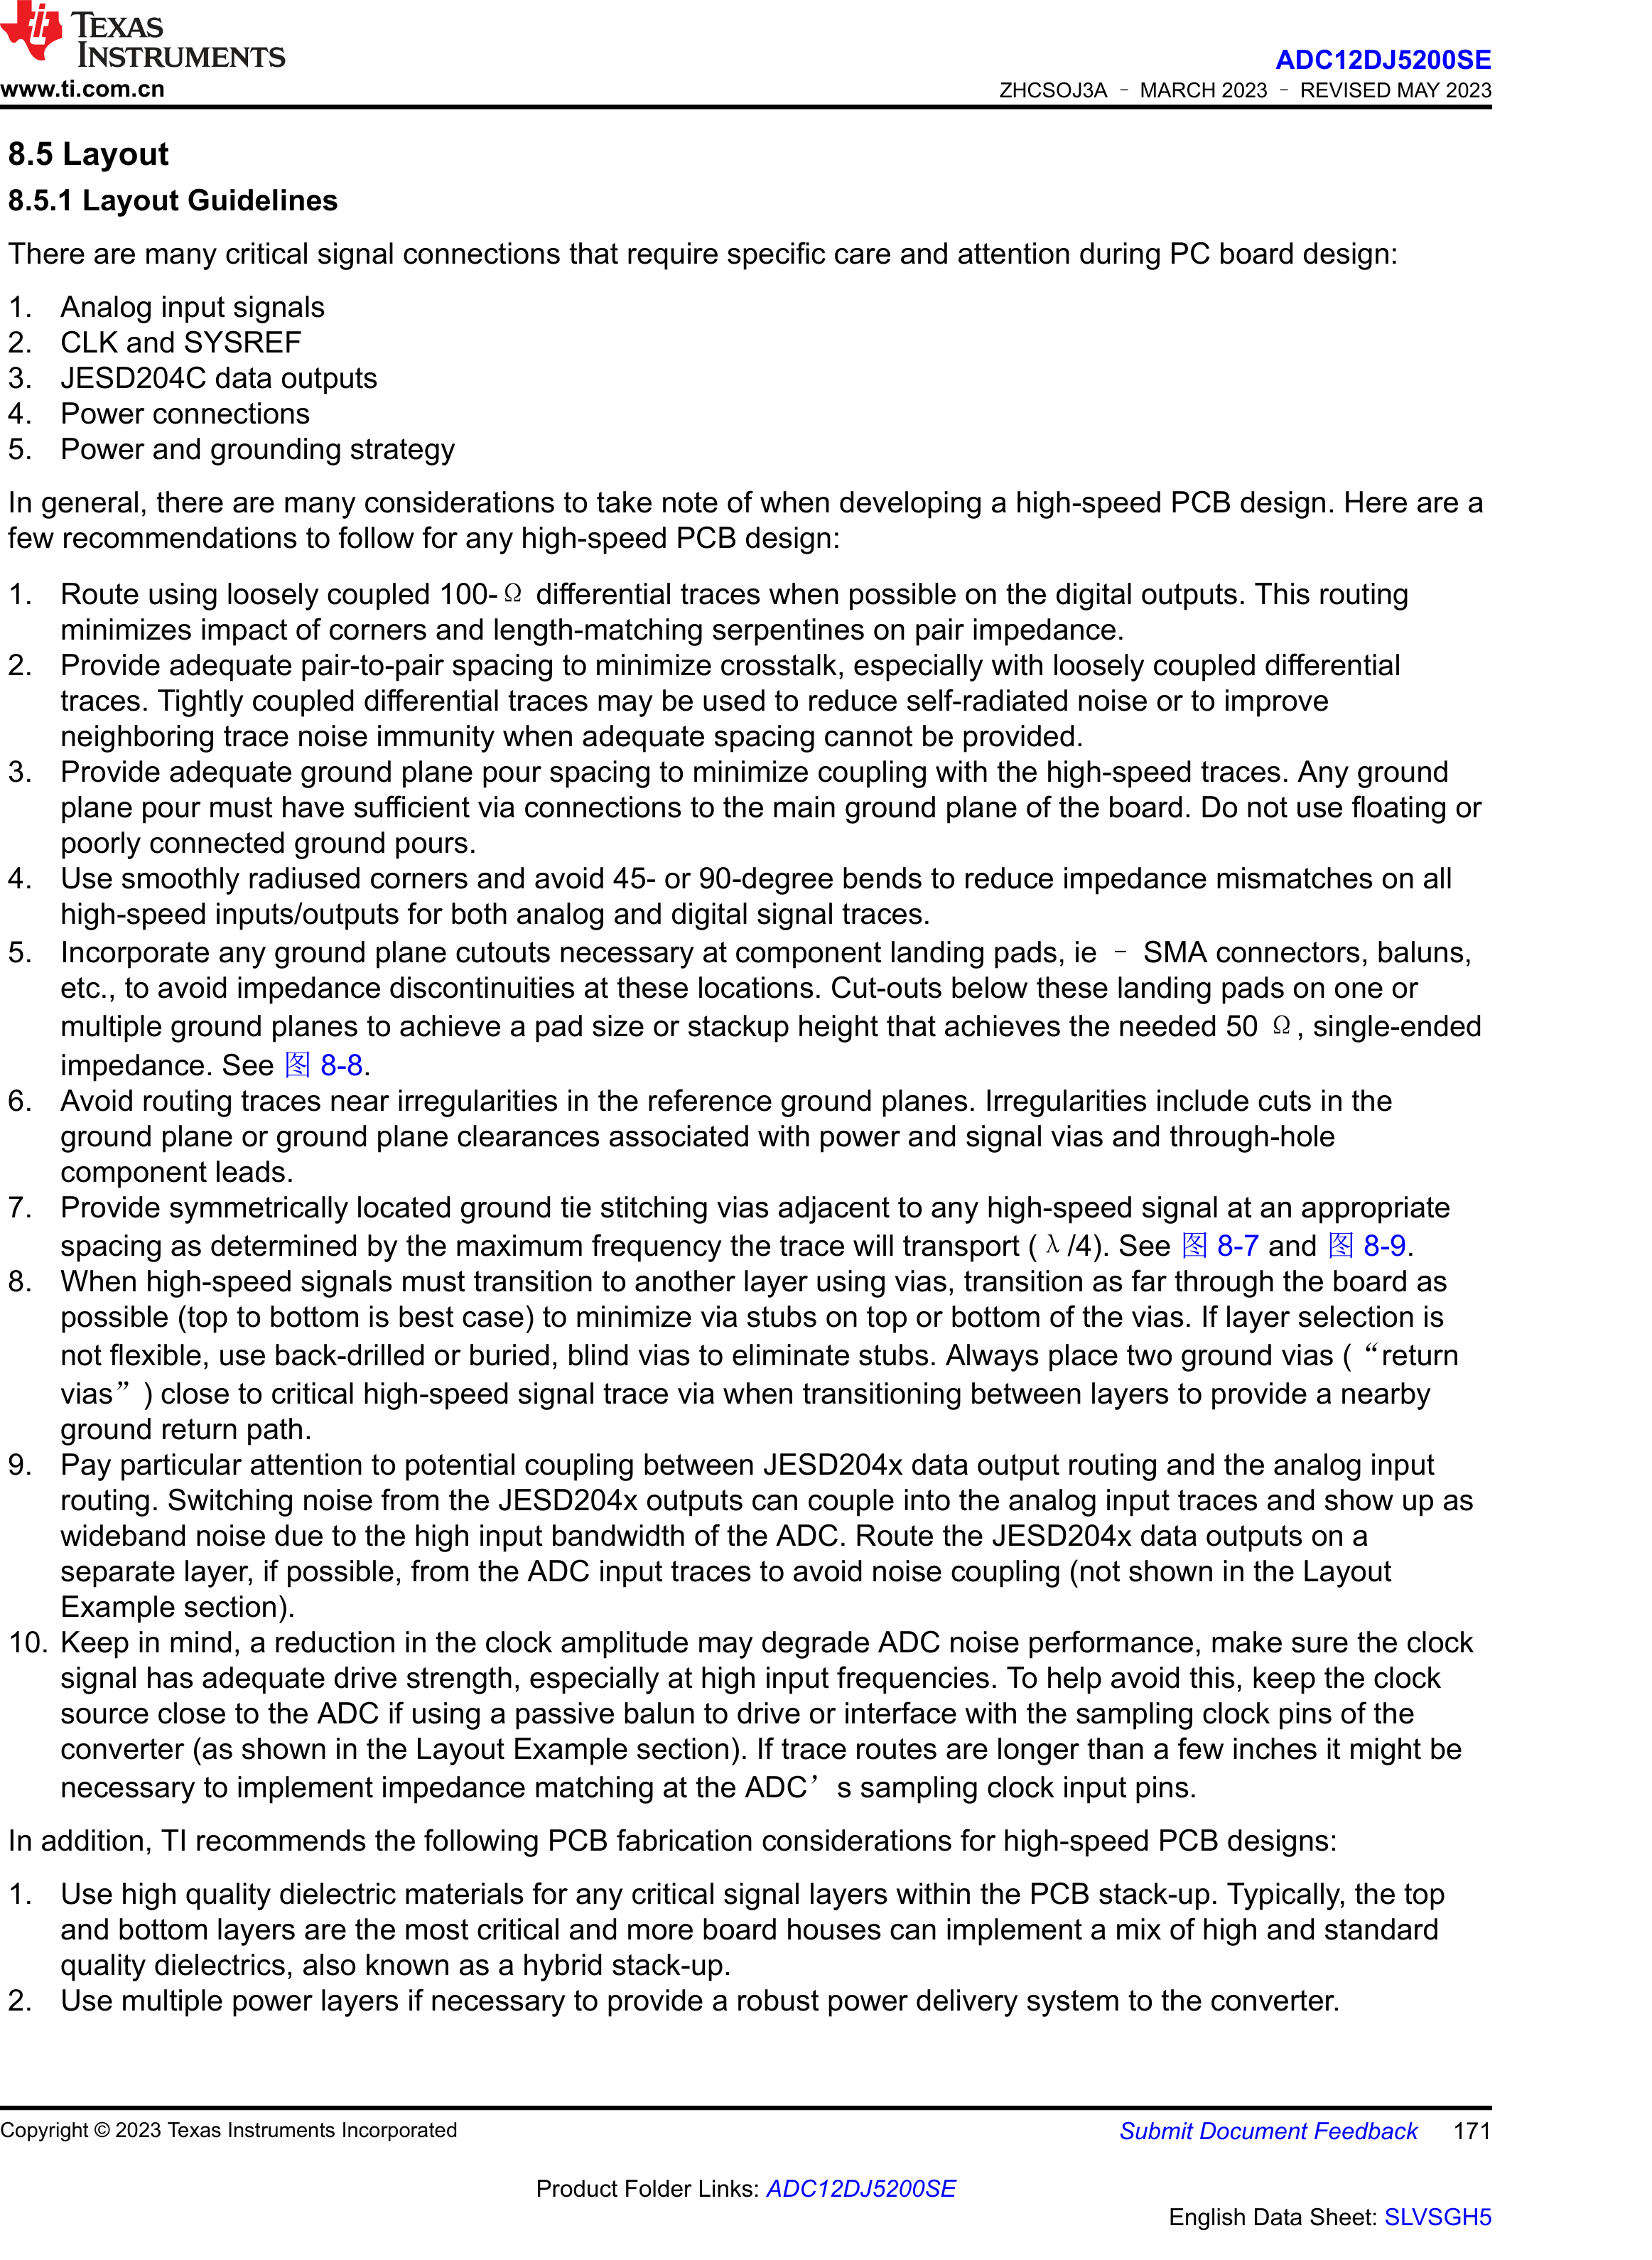 TEXAS
INSTRUMENTS
www.ti.com.cn
ADC12DJ5200SE
ZHCSOJ3A – MARCH 2023 – REVISED MAY 2023
8.5 Layout
8.5.1 Layout Guidelines
There are many critical signal connections that require specific care and attention during PC board design:
1. Analog input signals
2. CLK and SYSREF
3. JESD204C data outputs
4. Power connections
5. Power and grounding strategy
In general, there are many considerations to take note of when developing a high-speed PCB design. Here are a
few recommendations to follow for any high-speed PCB design:
1. Route using loosely coupled 100-Ω differential traces when possible on the digital outputs. This routing
minimizes impact of corners and length-matching serpentines on pair impedance.
2. Provide adequate pair-to-pair spacing to minimize crosstalk, especially with loosely coupled differential
traces. Tightly coupled differential traces may be used to reduce self-radiated noise or to improve
neighboring trace noise immunity when adequate spacing cannot be provided.
3. Provide adequate ground plane pour spacing to minimize coupling with the high-speed traces. Any ground
plane pour must have sufficient via connections to the main ground plane of the board. Do not use floating or
poorly connected ground pours.
4. Use smoothly radiused corners and avoid 45- or 90-degree bends to reduce impedance mismatches on all
high-speed inputs/outputs for both analog and digital signal traces.
5. Incorporate any ground plane cutouts necessary at component landing pads, ie – SMA connectors, baluns,
etc., to avoid impedance discontinuities at these locations. Cut-outs below these landing pads on one or
multiple ground planes to achieve a pad size or stackup height that achieves the needed 50 Ω, single-ended
impedance. See 图 8-8.
6. Avoid routing traces near irregularities in the reference ground planes. Irregularities include cuts in the
ground plane or ground plane clearances associated with power and signal vias and through-hole
component leads.
7. Provide symmetrically located ground tie stitching vias adjacent to any high-speed signal at an appropriate
spacing as determined by the maximum frequency the trace will transport (λ/4). See 图 8-7 and 图 8-9.
8. When high-speed signals must transition to another layer using vias, transition as far through the board as
possible (top to bottom is best case) to minimize via stubs on top or bottom of the vias. If layer selection is
not flexible, use back-drilled or buried, blind vias to eliminate stubs. Always place two ground vias (“return
vias”) close to critical high-speed signal trace via when transitioning between layers to provide a nearby
ground return path.
9. Pay particular attention to potential coupling between JESD204x data output routing and the analog input
routing. Switching noise from the JESD204x outputs can couple into the analog input traces and show up as
wideband noise due to the high input bandwidth of the ADC. Route the JESD204x data outputs on a
separate layer, if possible, from the ADC input traces to avoid noise coupling (not shown in the Layout
Example section).
10. Keep in mind, a reduction in the clock amplitude may degrade ADC noise performance, make sure the clock
signal has adequate drive strength, especially at high input frequencies. To help avoid this, keep the clock
source close to the ADC if using a passive balun to drive or interface with the sampling clock pins of the
converter (as shown in the Layout Example section). If trace routes are longer than a few inches it might be
necessary to implement impedance matching at the ADC’s sampling clock input pins.
In addition, TI recommends the following PCB fabrication considerations for high-speed PCB designs:
1. Use high quality dielectric materials for any critical signal layers within the PCB stack-up. Typically, the top
and bottom layers are the most critical and more board houses can implement a mix of high and standard
quality dielectrics, also known as a hybrid stack-up.
2. Use multiple power layers if necessary to provide a robust power delivery system to the converter.
Copyright © 2023 Texas Instruments Incorporated
Submit Document Feedback 171
Product Folder Links: ADC12DJ5200SE
English Data Sheet: SLVSGH5